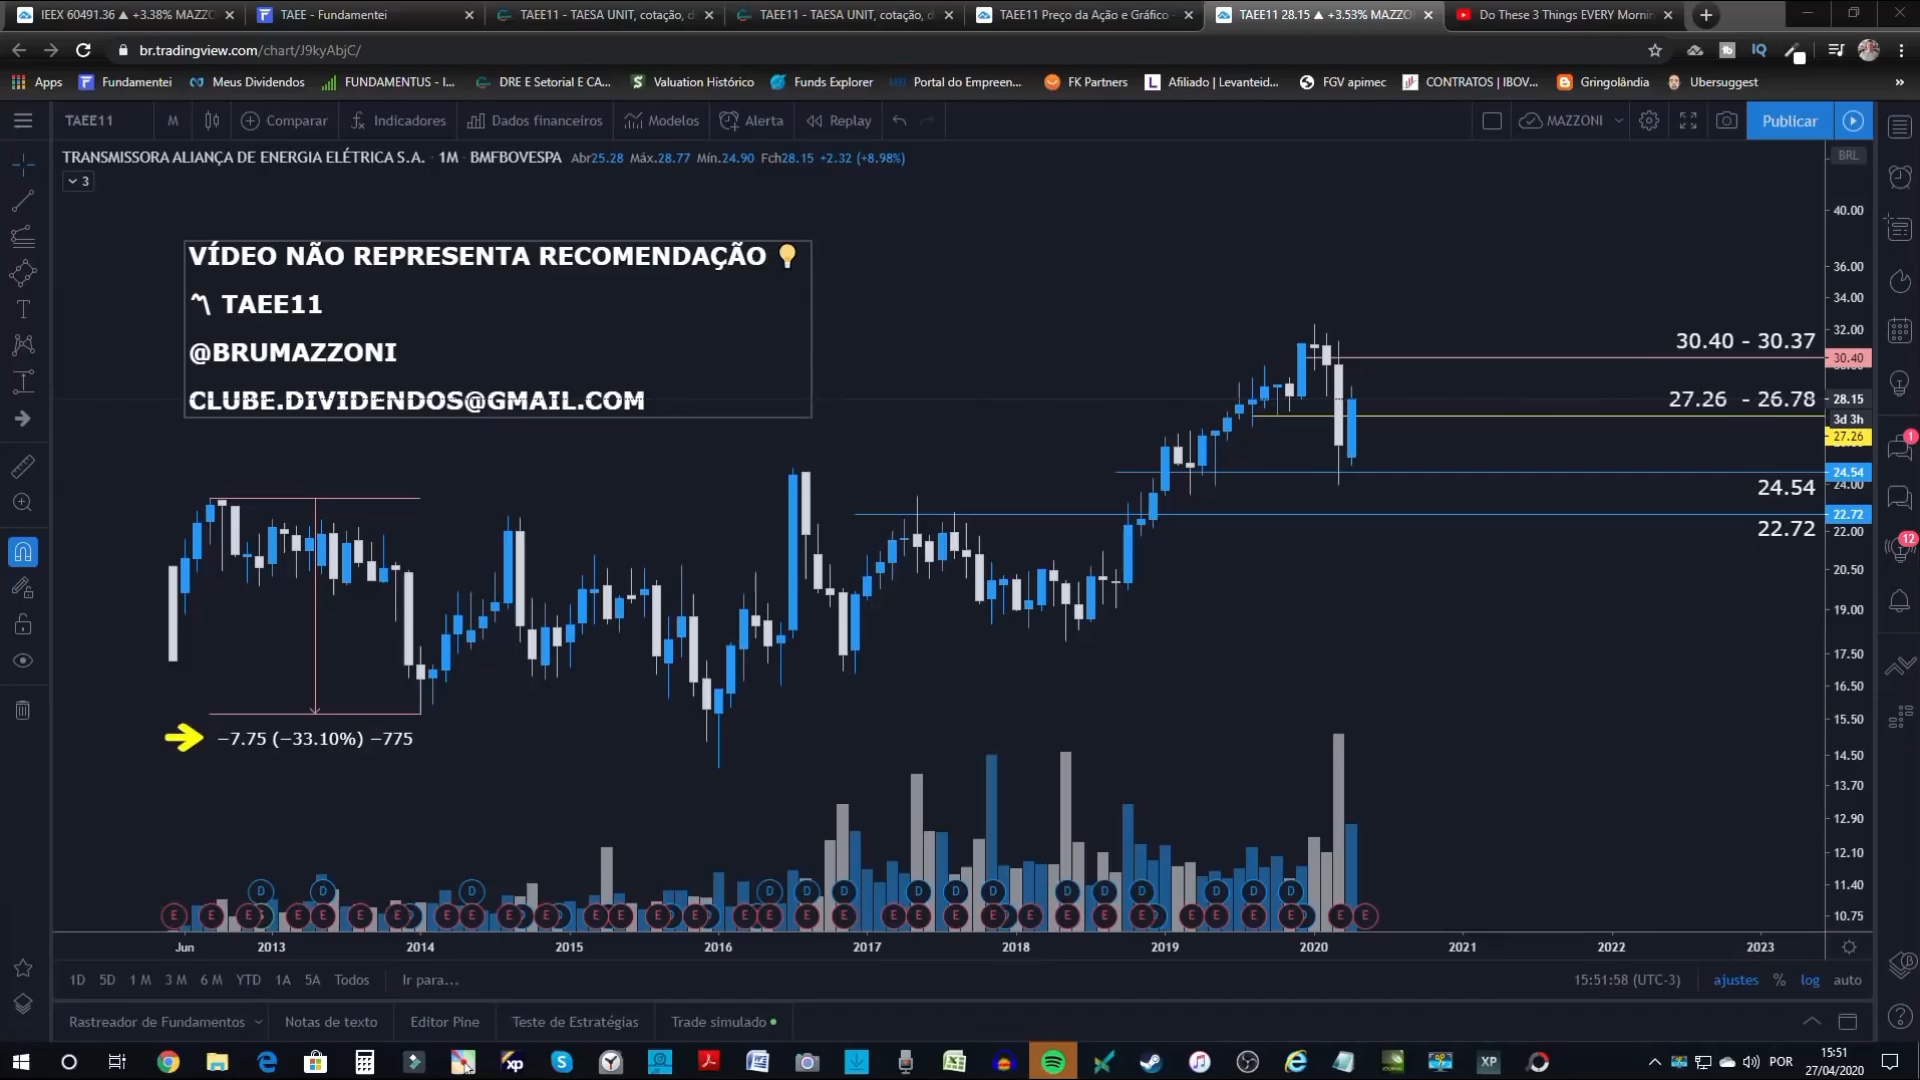 IEEX 60491.36 ▲ +3.38% MAZZO
TAEE - Fundamentei
TAEE11 - TAESA UNIT, cotação, d
TAEE11 - TAESA UNIT, cotação, d
TAEE11 Preço da Ação e Gráfico
TAEE11 28.15 ▲ +3.53% MAZZO
Do These 3 Things EVERY Mornin
br.tradingview.com/chart/J9kyAbjC/
Apps
Fundamentei
Meus Dividendos
FUNDAMENTUS - I...
DRE E Setorial E CA...
Valuation Histórico
Funds Explorer
Portal do Empreen...
FK Partners
Afiliado | Levanteid...
FGV apimec
CONTRATOS | IBOV...
Gringolândia
Ubersuggest
TAEE11
M
Comparar
Indicadores
Dados financeiros
Modelos
Alerta
Replay
MAZZONI
Publicar
TRANSMISSORA ALIANÇA DE ENERGIA ELÉTRICA S.A. · 1M · BMFBOVESPA Abr25.28 Máx.28.77 Mín.24.90 Fch28.15 +2.32 (+8.98%)
BRL
3
VÍDEO NÃO REPRESENTA RECOMENDAÇÃO 💡
TAEE11
@BRUMAZZONI
CLUBE.DIVIDENDOS@GMAIL.COM
30.40 - 30.37
27.26 - 26.78
24.54
22.72
−7.75 (−33.10%) −775
40.00
36.00
34.00
32.00
30.40
28.15
3d 3h
27.26
24.54
24.00
22.72
22.00
20.50
19.00
17.50
16.50
15.50
14.50
13.70
12.90
12.10
11.40
10.75
1
12
Jun 2013 2014 2015 2016 2017 2018 2019 2020 2021 2022 2023
1D 5D 1 M 3 M 6 M YTD 1A 5A Todos Ir para...
15:51:58 (UTC-3) ajustes % log auto
Rastreador de Fundamentos Notas de texto Editor Pine Teste de Estratégias Trade simulado
POR
15:51
27/04/2020